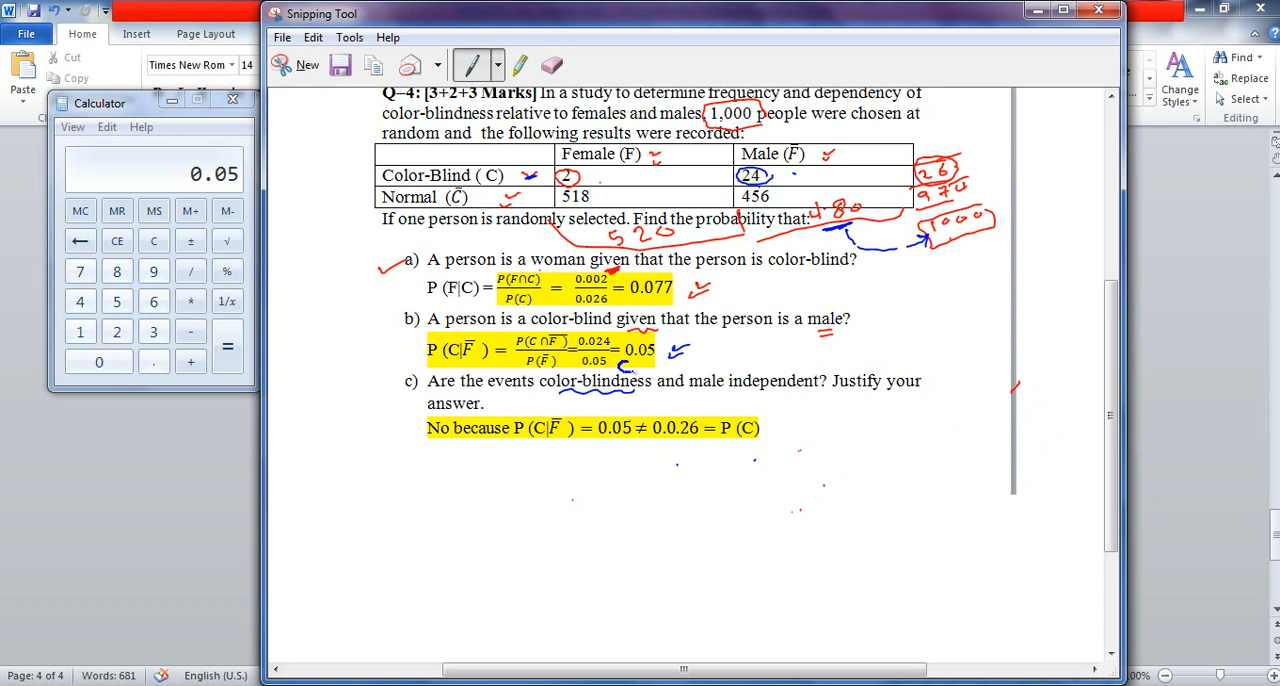 Snipping Tool
File Home Insert Page Layout
Cut
Copy
Paste
Times New Rom 14
File Edit Tools Help
New
Find
Replace
Select
Change
Styles
Editing
Calculator
View Edit Help
0.05
MC MR MS M+ M-
← CE C ± √
7 8 9 / %
4 5 6 * 1/x
1 2 3 - =
0 . +
Q–4: [3+2+3 Marks] In a study to determine frequency and dependency of
color-blindness relative to females and males, 1,000 people were chosen at
random and the following results were recorded:
Female (F) Male (F̅)
Color-Blind ( C) 2 24 26
Normal (C̅) 518 456 974
If one person is randomly selected. Find the probability that: 480 1000
520
a) A person is a woman given that the person is color-blind?
P (F|C) = P(F∩C)/P(C) = 0.002/0.026 = 0.077
b) A person is a color-blind given that the person is a male?
P (C|F̅ ) = P(C ∩F̅ )/P(F̅ ) = 0.024/0.05 = 0.05
c) Are the events color-blindness and male independent? Justify your
answer.
No because P (C|F̅ ) = 0.05 ≠ 0.0.26 = P (C)
Page: 4 of 4 Words: 681 English (U.S.) 00%